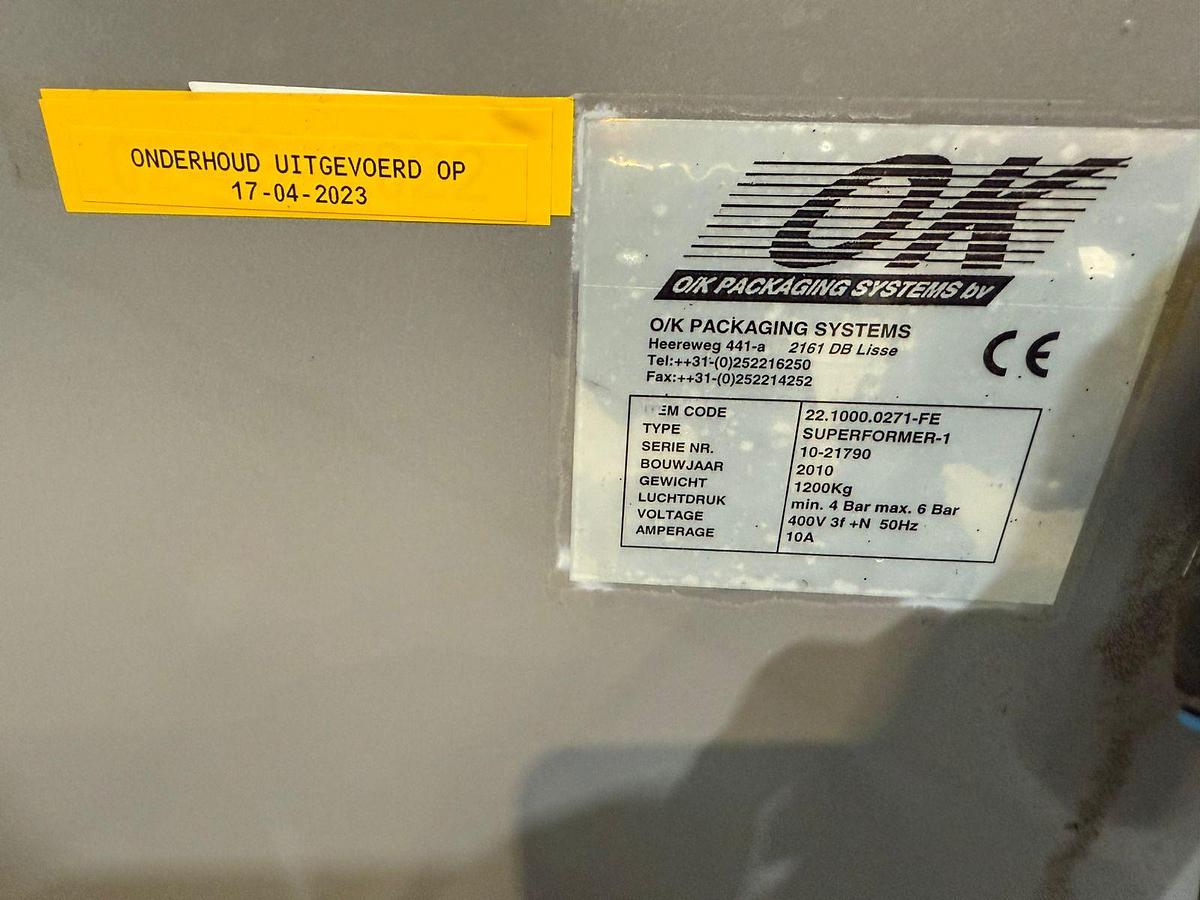 ONDERHOUD UITGEVOERD OP
17-04-2023
OK
O/K PACKAGING SYSTEMS bv
O/K PACKAGING SYSTEMS
Heereweg 441-a 2161 DB Lisse
Tel:++31-(0)252216250
Fax:++31-(0)252214252
CE
EM CODE 22.1000.0271-FE
TYPE SUPERFORMER-1
SERIE NR. 10-21790
BOUWJAAR 2010
GEWICHT 1200Kg
LUCHTDRUK min. 4 Bar max. 6 Bar
VOLTAGE 400V 3f +N 50Hz
AMPERAGE 10A